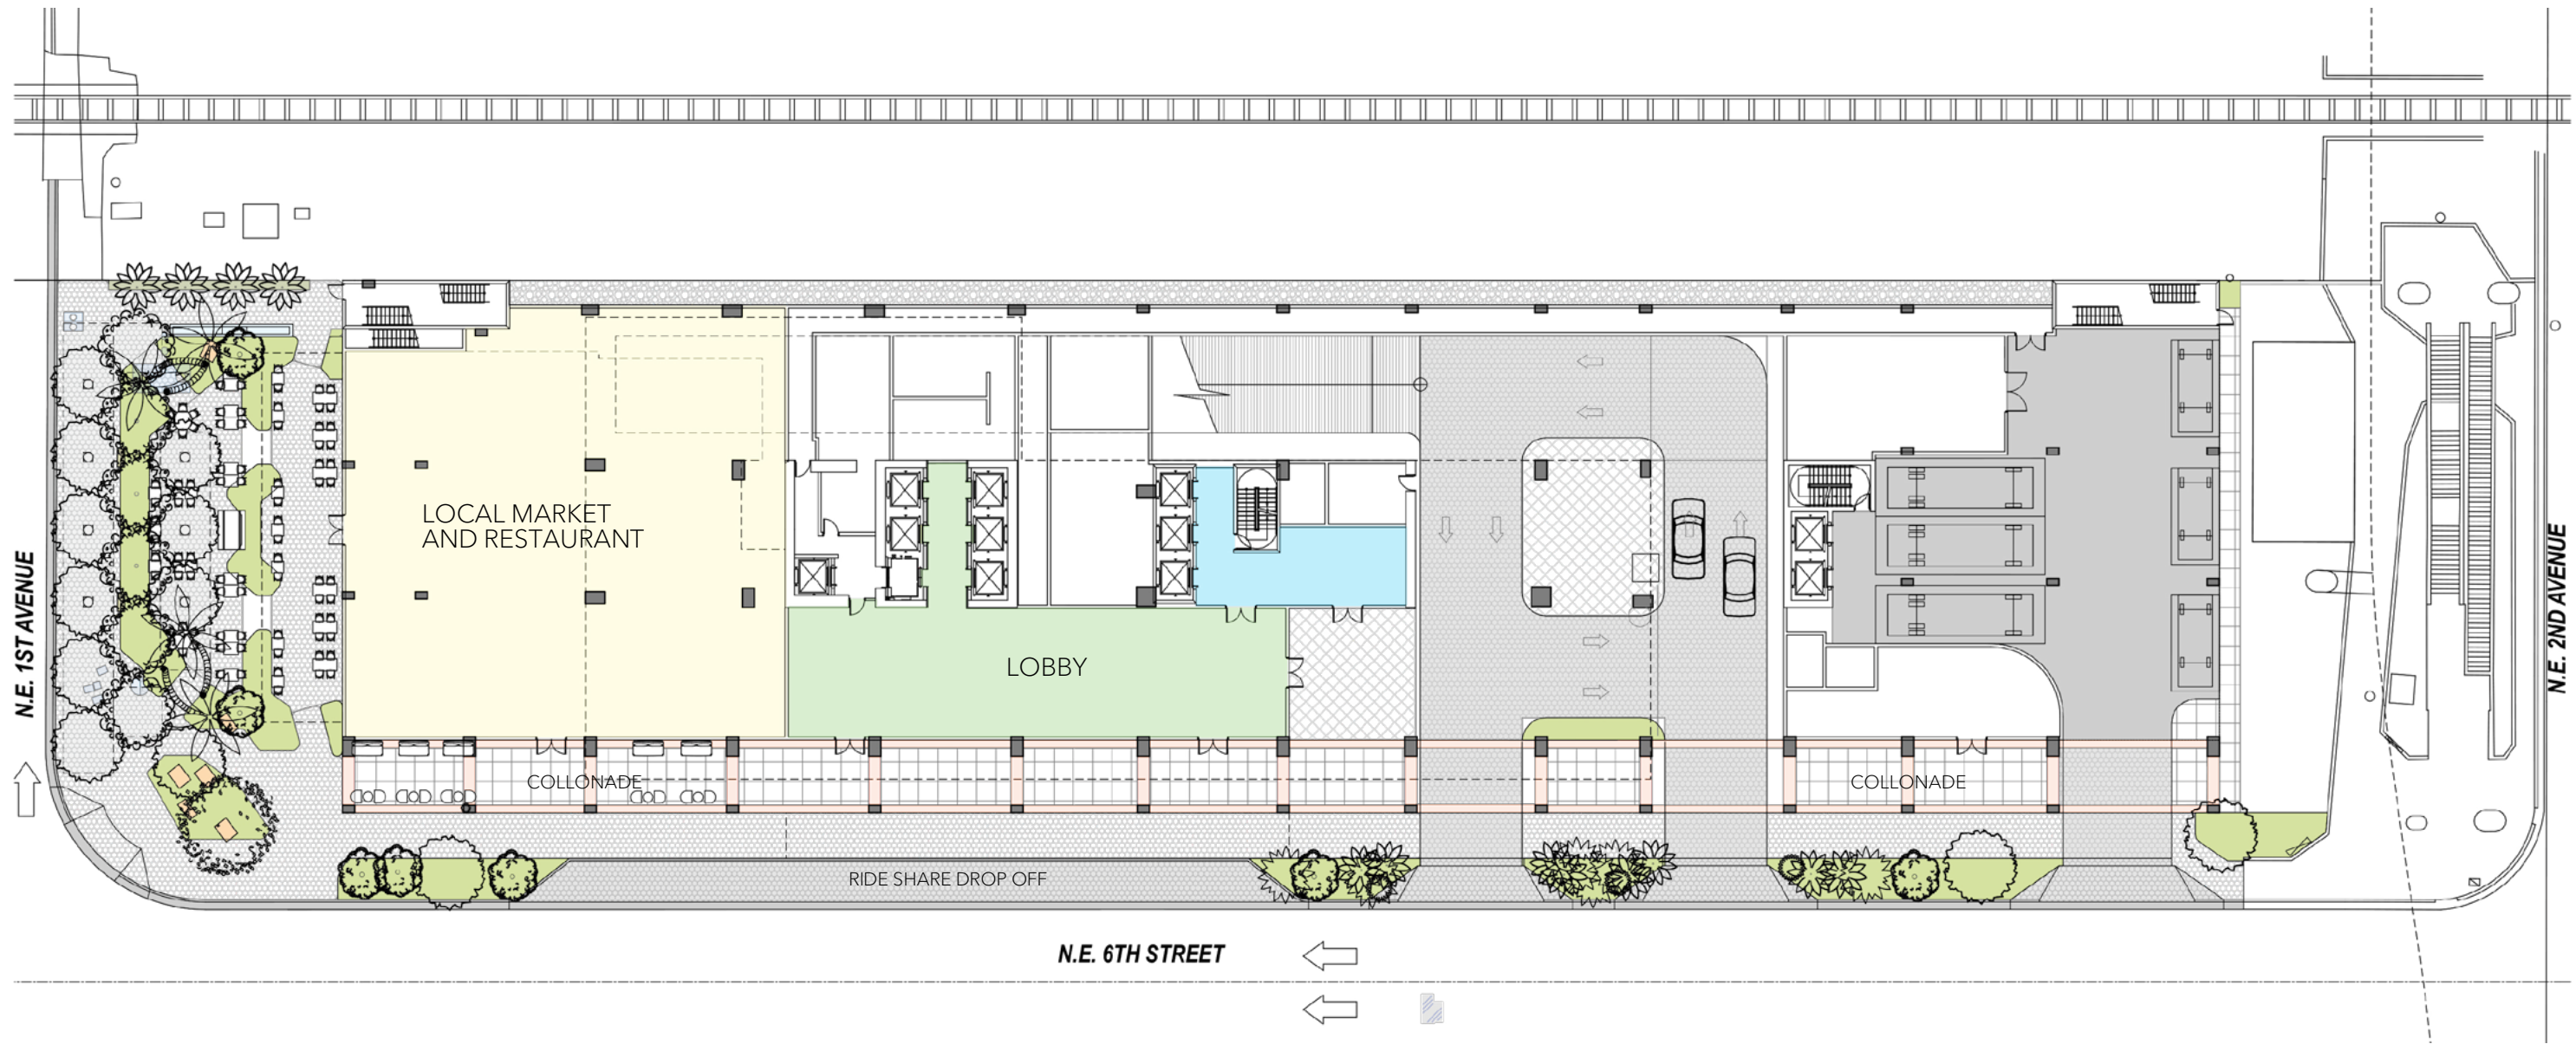 LOCAL MARKET
AND RESTAURANT
LOBBY
COLLONADE
COLLONADE
RIDE SHARE DROP OFF
N.E. 1ST AVENUE
N.E. 2ND AVENUE
N.E. 6TH STREET